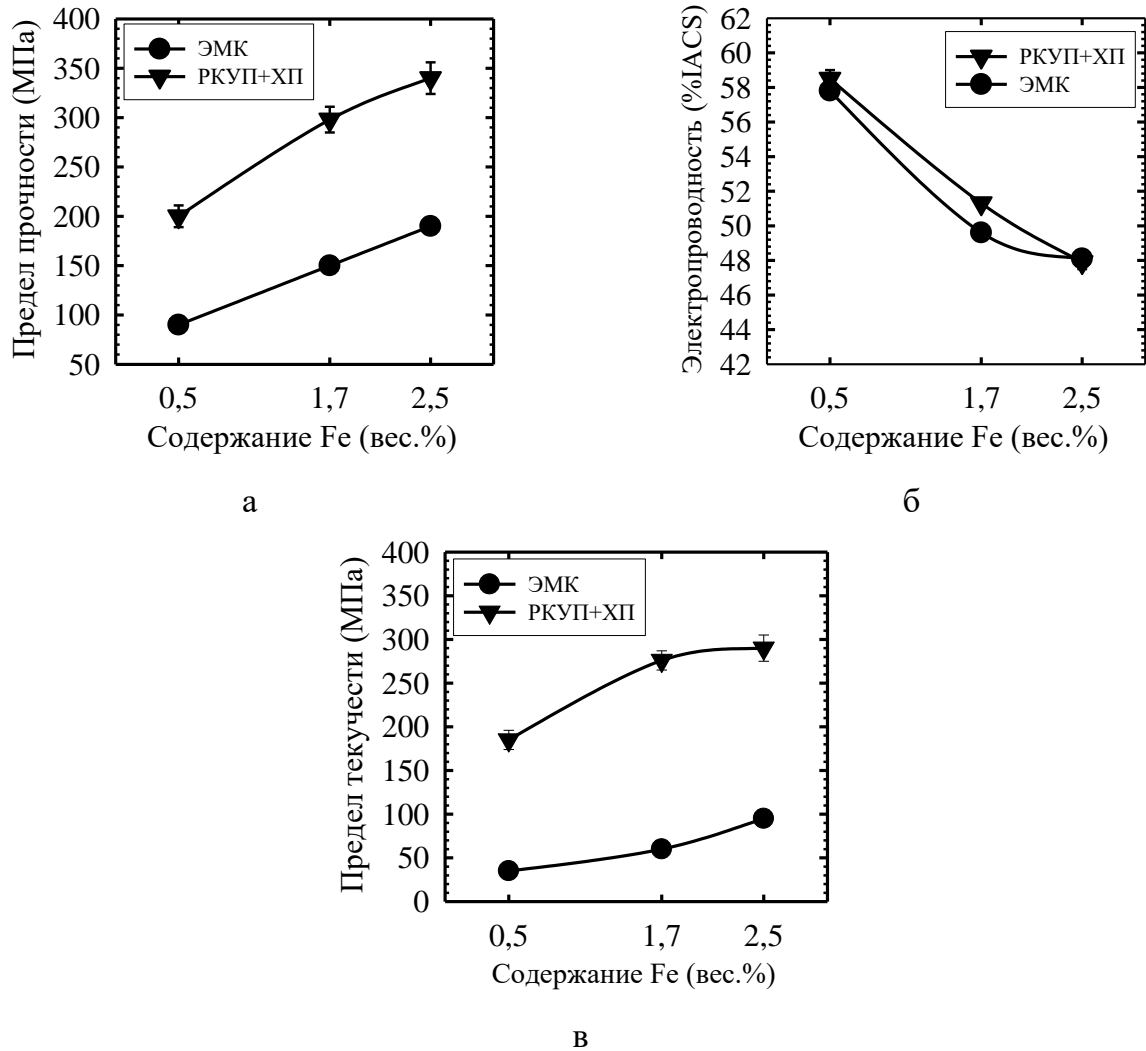 Предел прочности (МПа)
400
350
300
250
200
150
100
50
ЭМК
РКУП+ХП
0,5
1,7
2,5
Содержание Fe (вес.%)
а
Электропроводность (%IACS)
62
60
58
56
54
52
50
48
46
44
42
РКУП+ХП
ЭМК
0,5
1,7
2,5
Содержание Fe (вес.%)
б
Предел текучести (МПа)
400
350
300
250
200
150
100
50
0
ЭМК
РКУП+ХП
0,5
1,7
2,5
Содержание Fe (вес.%)
в